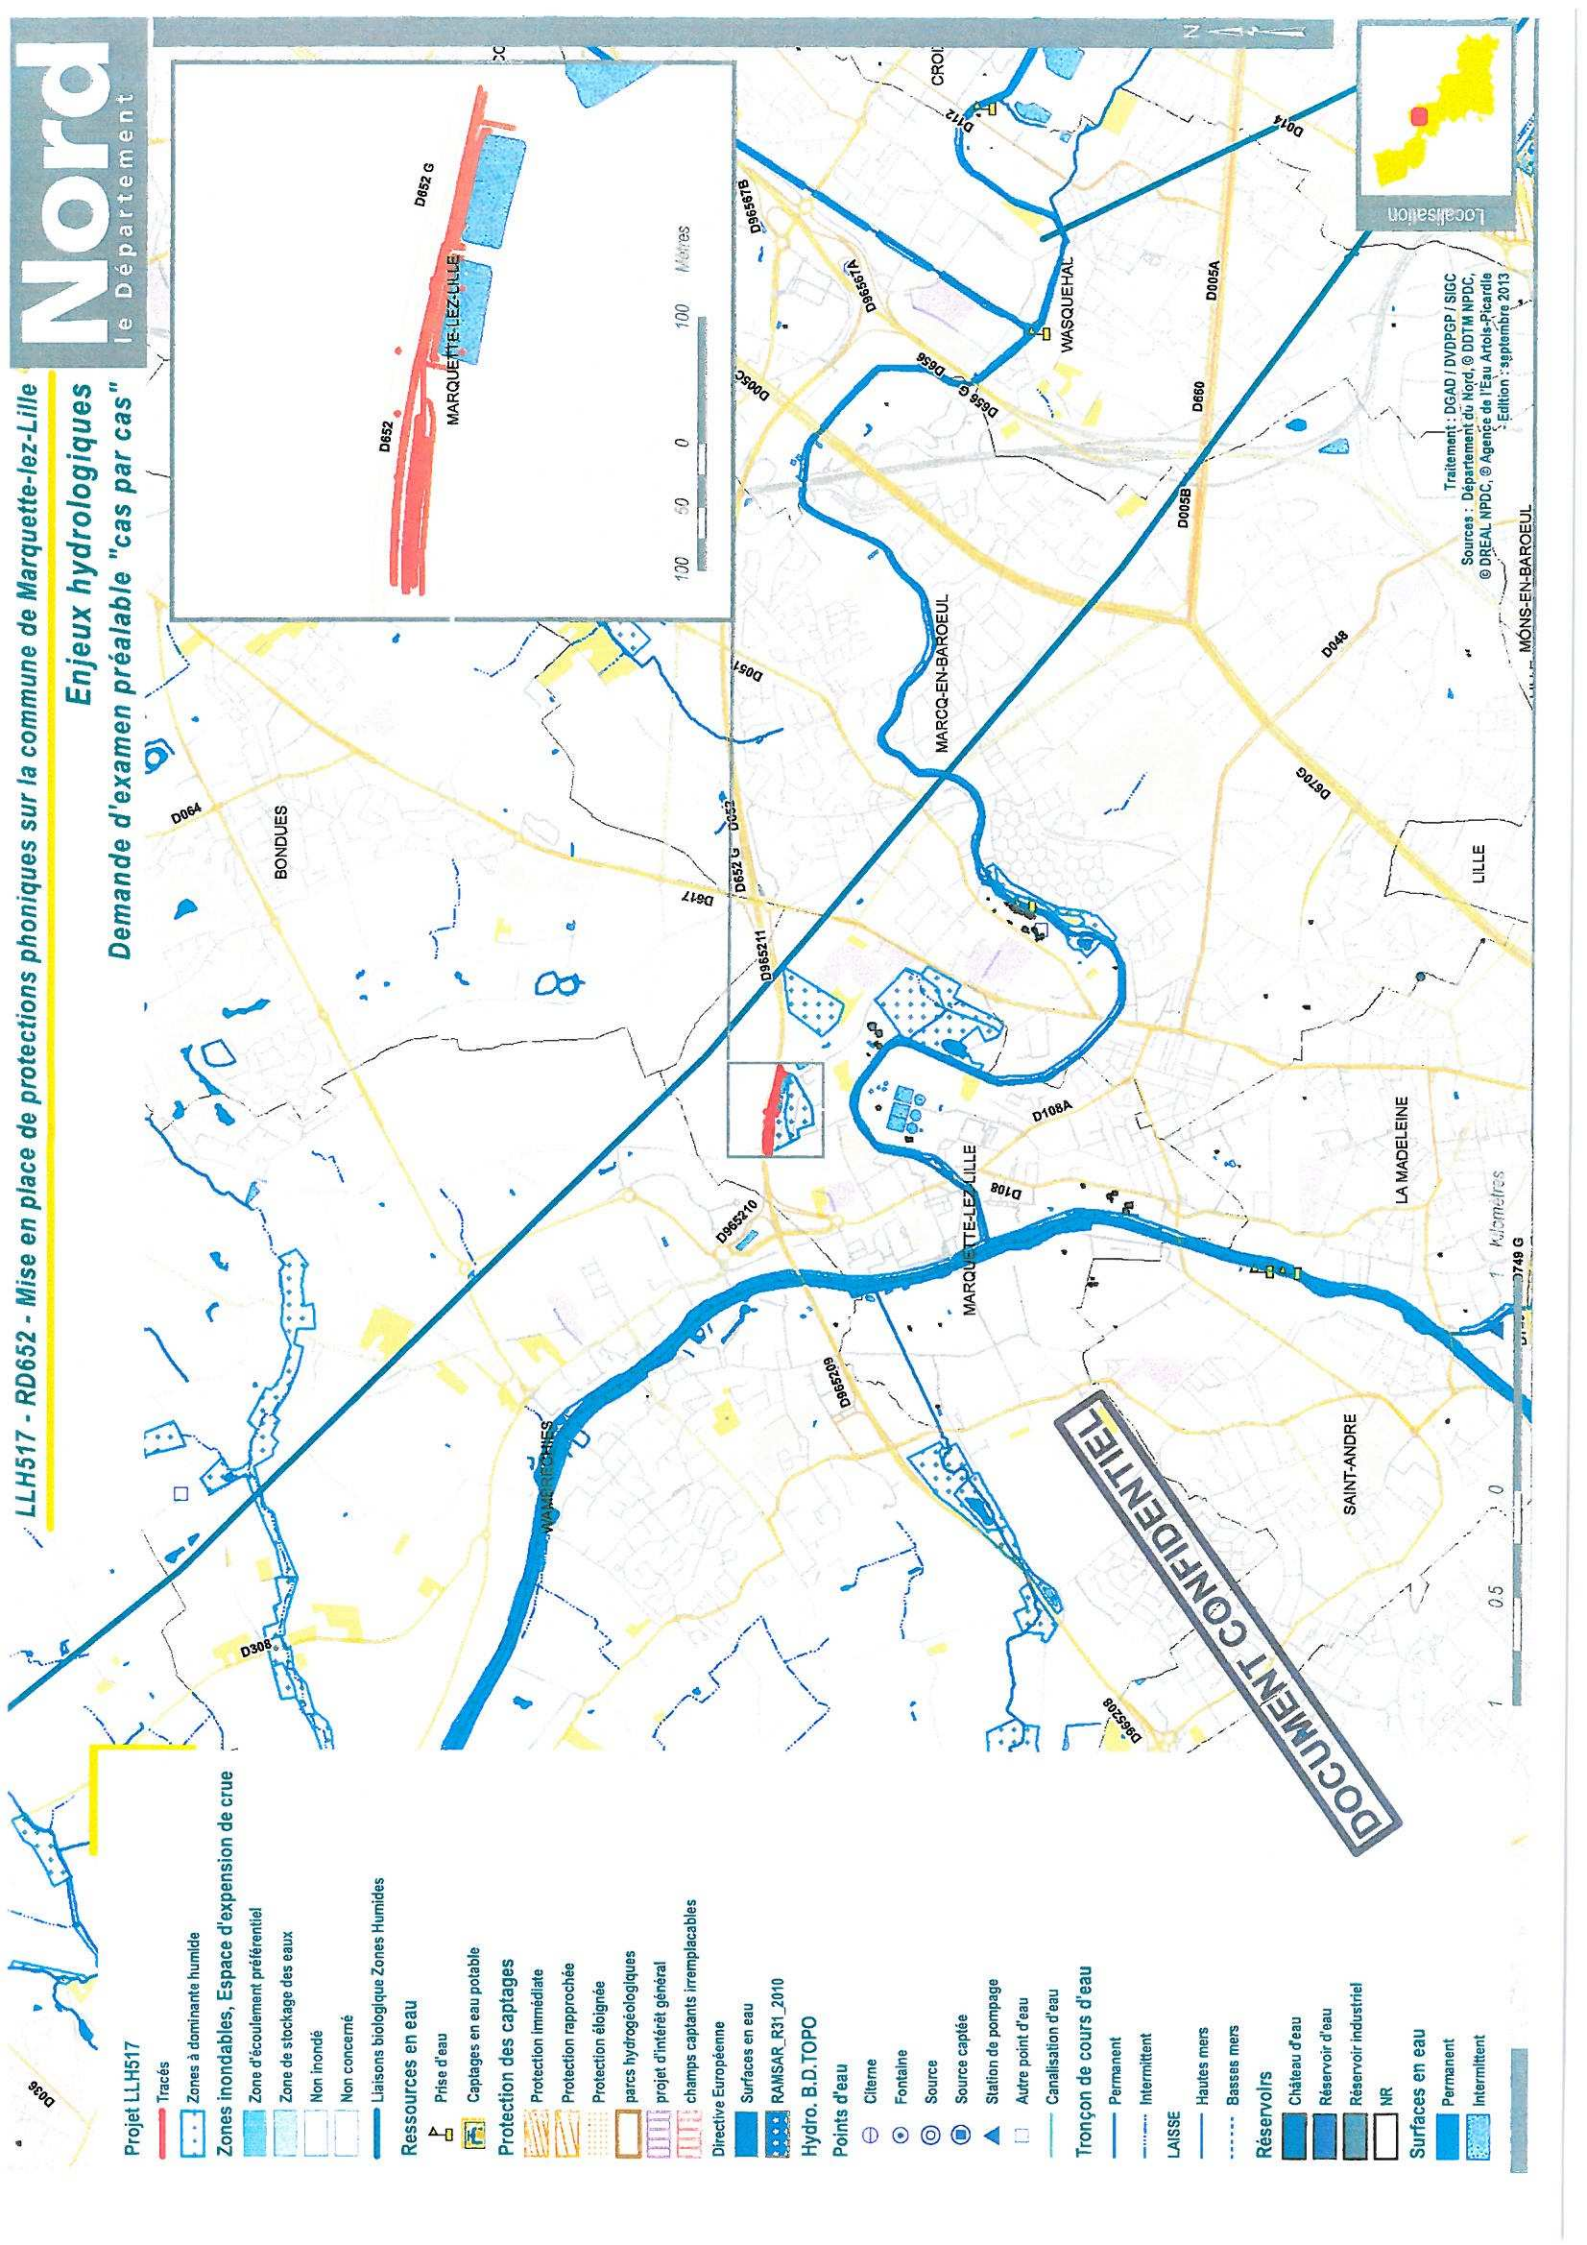 LLH517 - RD652 - Mise en place de protections phoniques sur la commune de Marquette-lez-Lille
Enjeux hydrologiques
Demande d'examen préalable "cas par cas"
Nord
le Département
D036
Projet LLH517
Tracés
Zones à dominante humide
Zones inondables, Espace d'expension de crue
Zone d'écoulement préférentiel
Zone de stockage des eaux
Non inondé
Non concerné
Liaisons biologique Zones Humides
Ressources en eau
Prise d'eau
Captages en eau potable
Protection des captages
Protection immédiate
Protection rapprochée
Protection éloignée
parcs hydrogéologiques
projet d'intérêt général
champs captants irremplacables
Directive Européenne
Surfaces en eau
RAMSAR_R31_2010
Hydro. B.D.TOPO
Points d'eau
Citerne
Fontaine
Source
Source captée
Station de pompage
Autre point d'eau
Canalisation d'eau
Tronçon de cours d'eau
Permanent
Intermittent
LAISSE
Hautes mers
Basses mers
Réservoirs
Château d'eau
Réservoir d'eau
Réservoir industriel
NR
Surfaces en eau
Permanent
Intermittent
D652
D652 G
MARQUETTE-LEZ-LILLE
100 50 0 100 Mètres
D064
BONDUES
D308
D617
D051
D652 G
D052
D965211
D965210
WAMBRECHIES
D965209
D965208
MARQUETTE-LEZ-LILLE
D108
D108A
MARCQ-EN-BAROEUL
D005C
D96567B
D96567A
D656
D656 G
WASQUEHAL
D112
CROI
D014
D005A
D660
D005B
D048
D670G
LILLE
MONS-EN-BAROEUL
LA MADELEINE
SAINT-ANDRE
D749 G
DOCUMENT CONFIDENTIEL
1 0.5 0 1 Kilomètres
N
Localisation
Traitement : DGAD / DVDPGP / SIGC
Sources : Département du Nord, © DDTM NPDC,
© DREAL NPDC, © Agence de l'Eau Artois-Picardie
Edition : septembre 2013